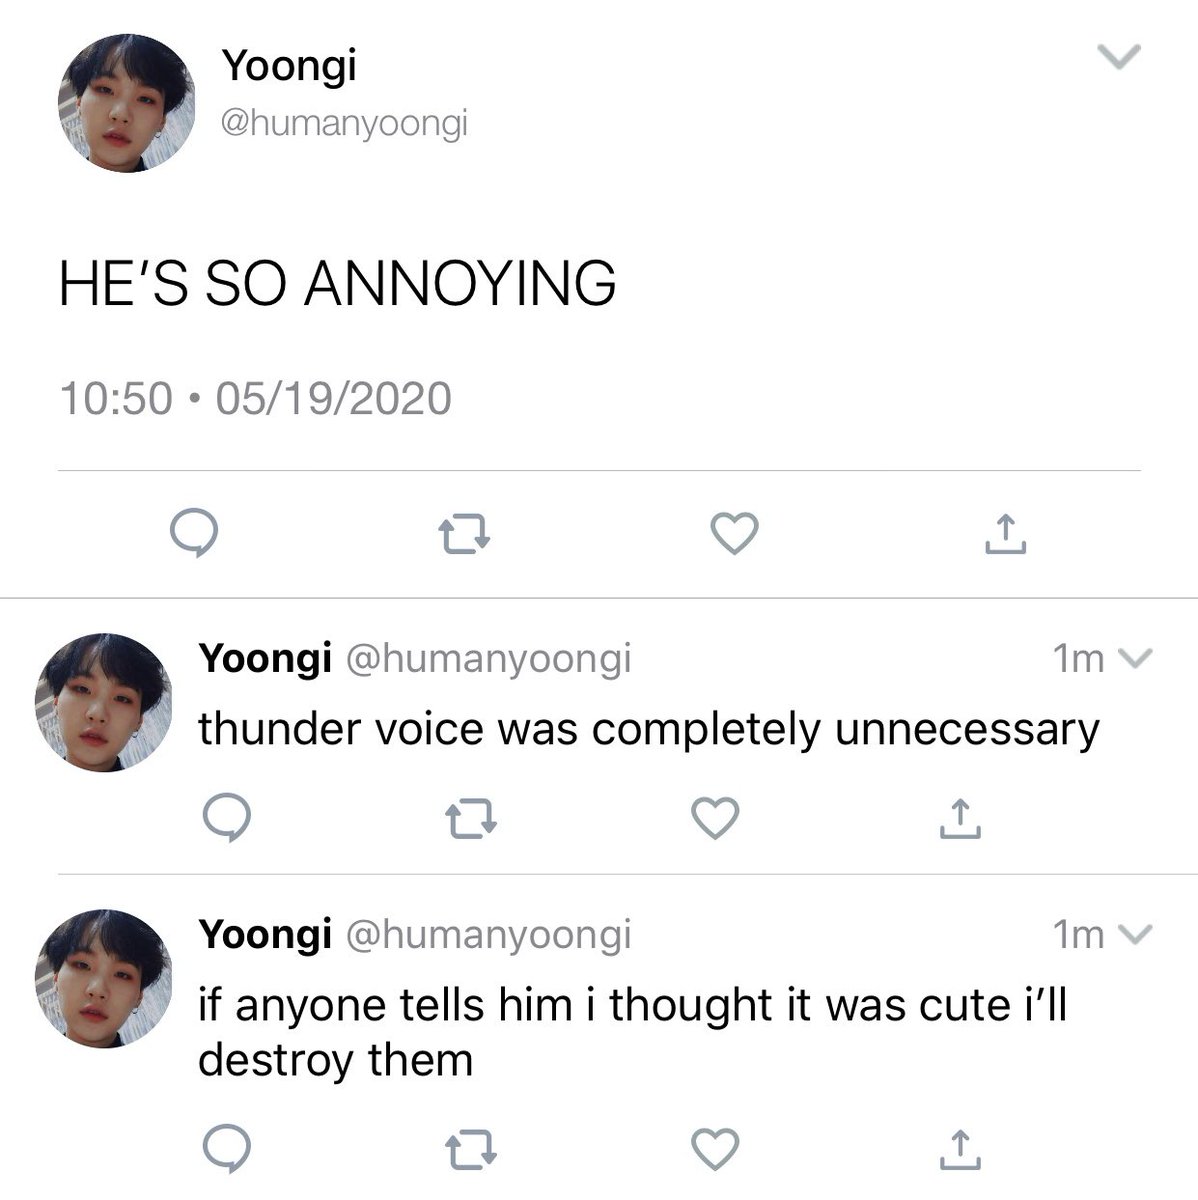 Yoongi
@humanyoongi
HE’S SO ANNOYING
10:50 • 05/19/2020
Yoongi @humanyoongi 1m
thunder voice was completely unnecessary
Yoongi @humanyoongi 1m
if anyone tells him i thought it was cute i’ll
destroy them